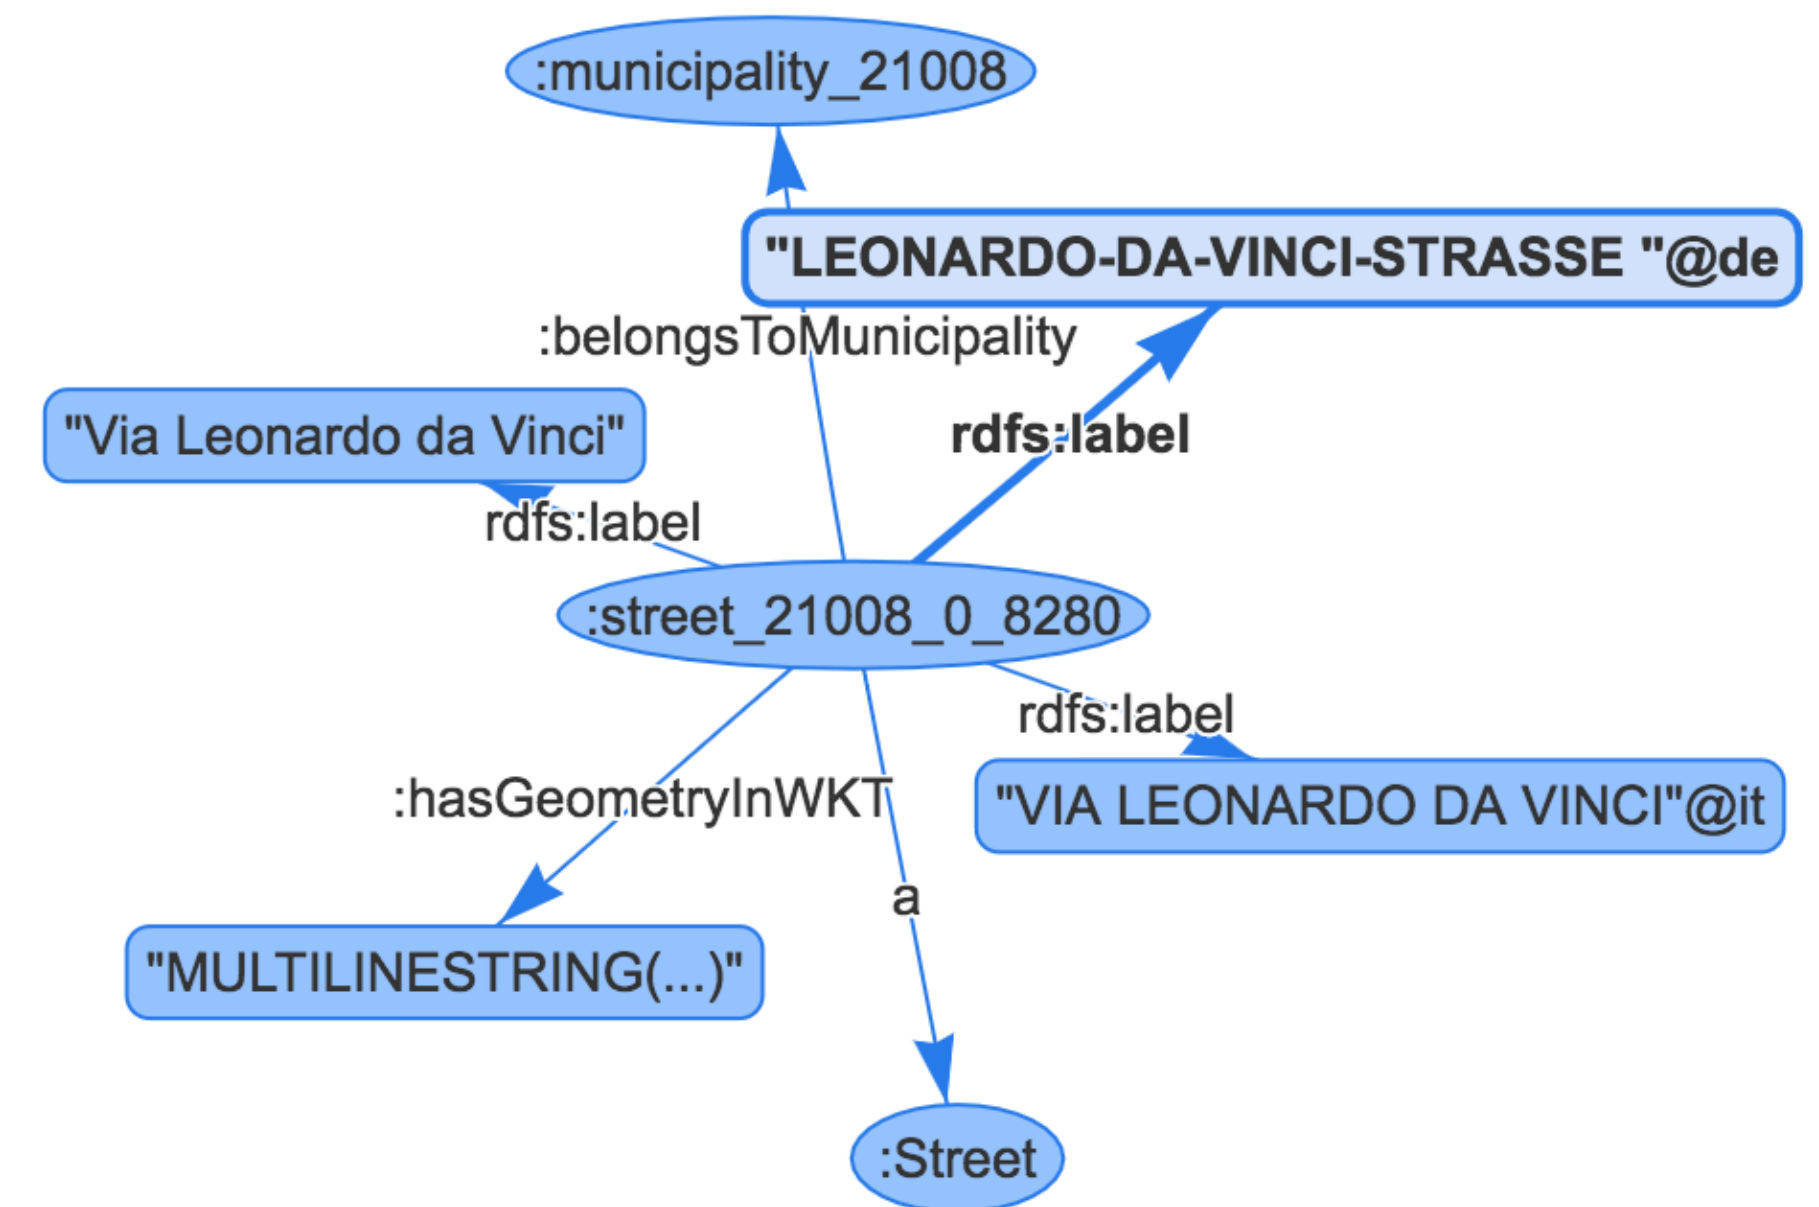 :municipality_21008
"LEONARDO-DA-VINCI-STRASSE "@de
:belongsToMunicipality
"Via Leonardo da Vinci"
rdfs:label
rdfs:label
:street_21008_0_8280
rdfs:label
:hasGeometryInWKT
"VIA LEONARDO DA VINCI"@it
a
"MULTILINESTRING(...)"
:Street